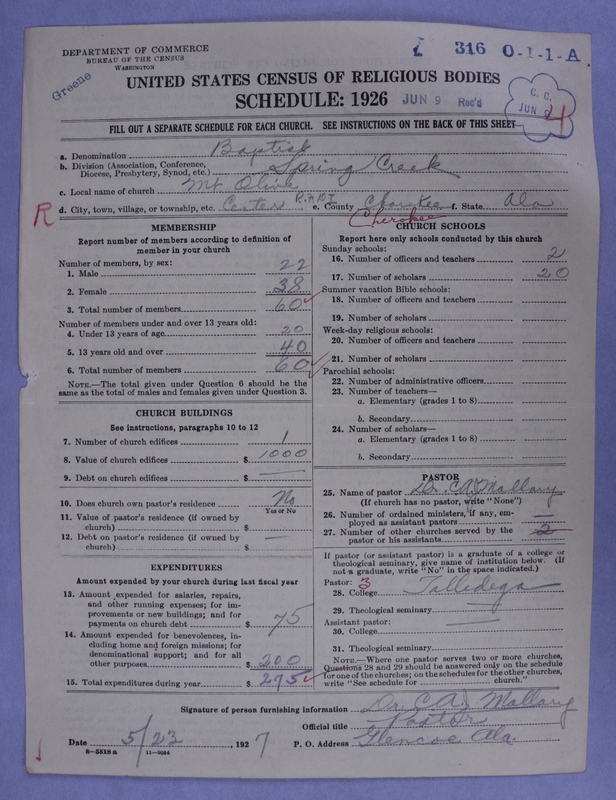 DEPARTMENT OF COMMERCE
BUREAU OF THE CENSUS
WASHINGTON
Greene
316 0-1-1-A
UNITED STATES CENSUS OF RELIGIOUS BODIES
SCHEDULE: 1926
JUN 9 Rec'd
C. C.
JUN
4
FILL OUT A SEPARATE SCHEDULE FOR EACH CHURCH. SEE INSTRUCTIONS ON THE BACK OF THIS SHEET
a. Denomination Baptist
b. Division (Association, Conference, Diocese, Presbytery, Synod, etc.) Spring Creek
c. Local name of church Mt Olive
R
d. City, town, village, or township, etc. e. County Cherokee f. State Ala
Cherokee
MEMBERSHIP
Report number of members according to definition of
member in your church
Number of members, by sex:
1. Male 22
2. Female 38
3. Total number of members 60
Number of members under and over 13 years old:
4. Under 13 years of age 20
5. 13 years old and over 40
6. Total number of members 60
NOTE.—The total given under Question 6 should be
same as the total of males and females given under Question 3.
CHURCH BUILDINGS
See instructions, paragraphs 10 to 12
7. Number of church edifices 1
8. Value of church edifices $ 1000
9. Debt on church edifices $
10. Does church own pastor's residence No
Yes or No
11. Value of pastor's residence (if owned by
church) $
12. Debt on pastor's residence (if owned by
church) $
EXPENDITURES
Amount expended by your church during last fiscal year
13. Amount expended for salaries, repairs,
and other running expenses; for im-
provements or new buildings; and for
payments on church debt $ 75
14. Amount expended for benevolences, in-
cluding home and foreign missions; for
denominational support; and for all
other purposes $ 200
15. Total expenditures during year $ 275
CHURCH SCHOOLS
Report here only schools conducted by this church
Sunday schools:
16. Number of officers and teachers 2
17. Number of scholars 20
Summer vacation Bible schools:
18. Number of officers and teachers
19. Number of scholars
Week-day religious schools:
20. Number of officers and teachers
21. Number of scholars
Parochial schools:
22. Number of administrative officers
23. Number of teachers—
a. Elementary (grades 1 to 8)
b. Secondary
24. Number of scholars—
a. Elementary (grades 1 to 8)
b. Secondary
PASTOR
25. Name of pastor Dr. C A J Mallary
(If church has no pastor, write "None")
26. Number of ordained ministers, if any, em-
ployed as assistant pastors
27. Number of other churches served by the
pastor or his assistants 2
If pastor (or assistant pastor) is a graduate of a college or
theological seminary, give name of institution below. (If
not a graduate, write "No" in the space indicated.)
Pastor: 3
28. College Talledega
29. Theological seminary
Assistant pastor:
30. College
31. Theological seminary
NOTE.—Where one pastor serves two or more churches,
Questions 28 and 29 should be answered only on the schedule
for one of the churches; on the schedules for the other churches,
write "See schedule for church."
Signature of person furnishing information Dr. C A J Mallary
Official title Pastor
Date 5/23, 1927 P. O. Address Glencoe Ala
8-5518 a 11-9034